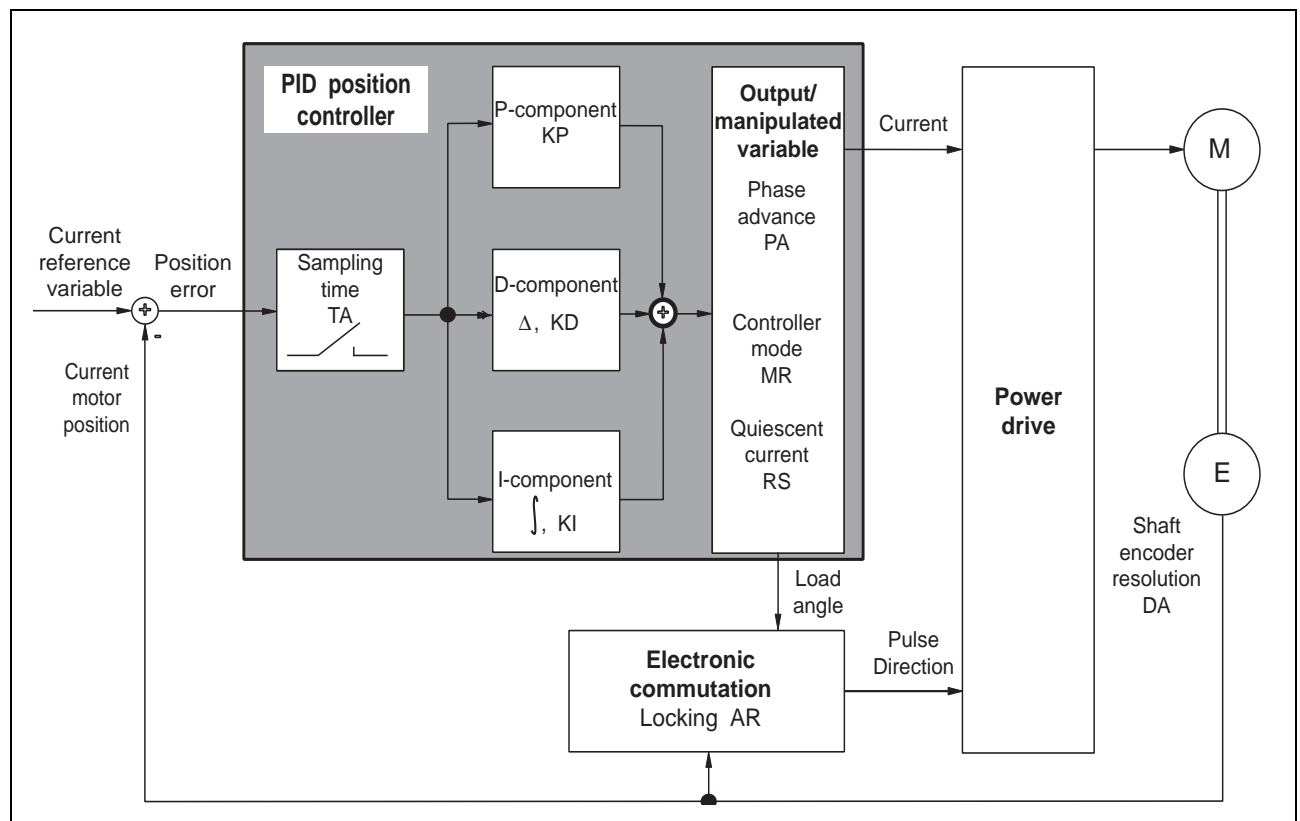 PID position
controller
P-component
KP
Output/
manipulated
variable
Phase
advance
PA
Controller
mode
MR
Quiescent
current
RS
Current
M
Current
reference
variable
+
-
Position
error
Sampling
time
TA
D-component
Δ, KD
+
Current
motor
position
I-component
∫, KI
Power
drive
E
Shaft
encoder
resolution
DA
Load
angle
Electronic
commutation
Locking AR
Pulse
Direction